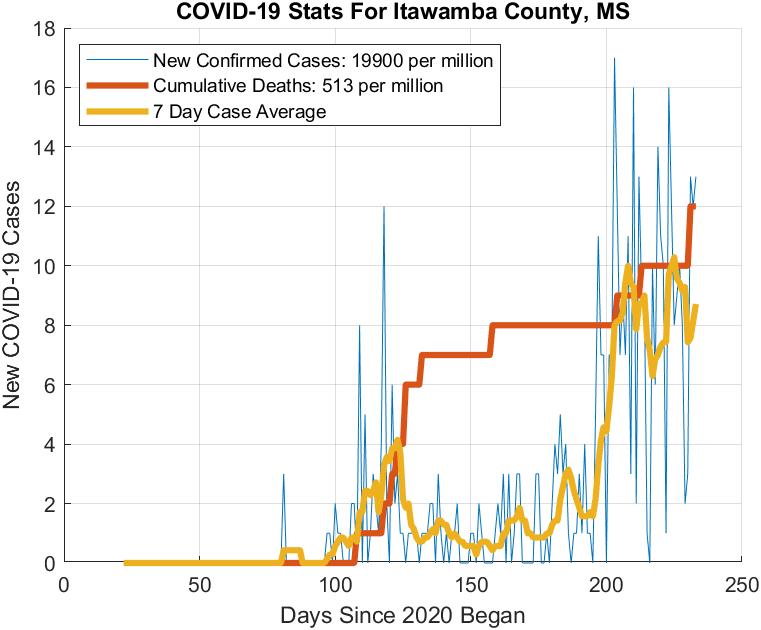 COVID-19 Stats For Itawamba County, MS
New Confirmed Cases: 19900 per million
Cumulative Deaths: 513 per million
7 Day Case Average
New COVID-19 Cases
18
16
14
12
10
8
6
4
2
0
0 50 100 150 200 250
Days Since 2020 Began